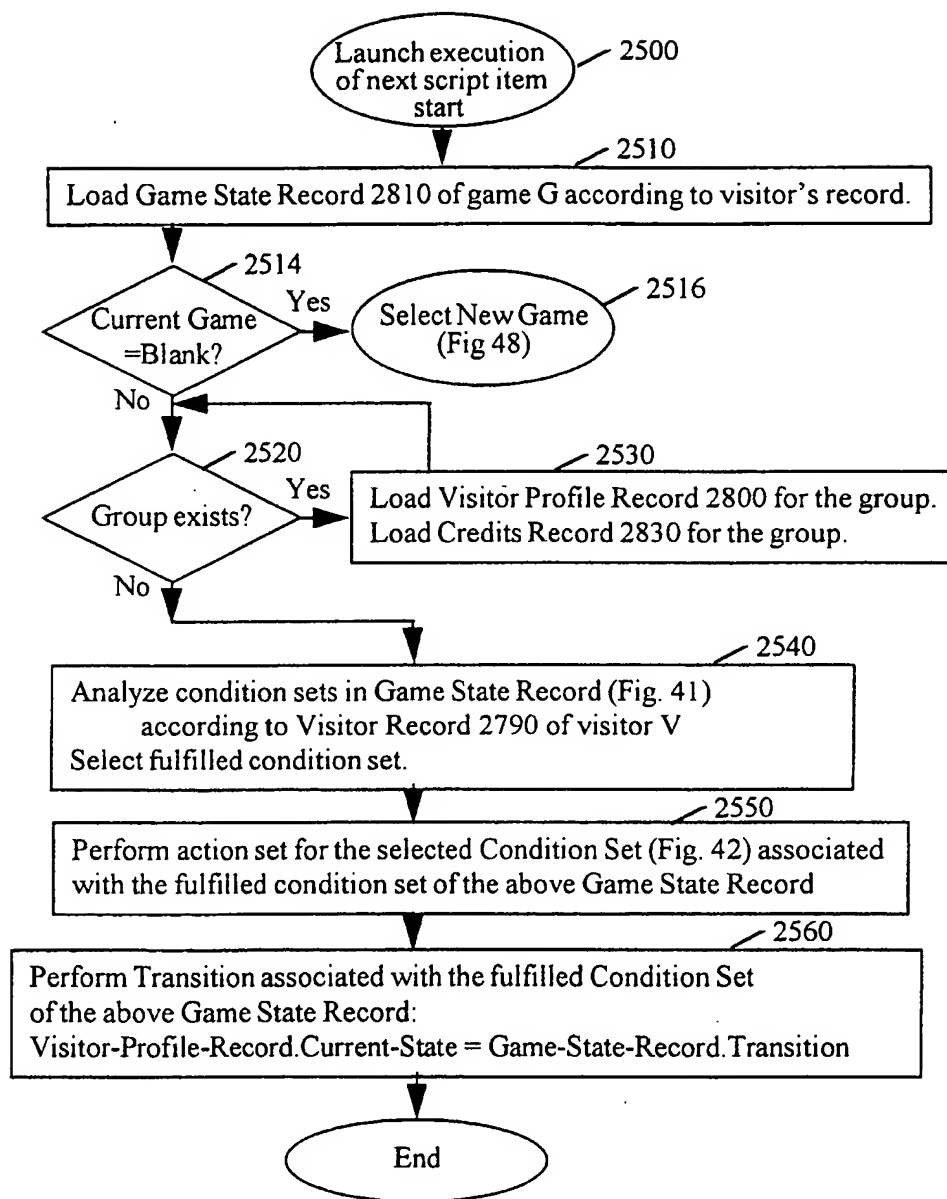 Launch execution
of next script item
start
2500
2510
Load Game State Record 2810 of game G according to visitor's record.
2514
Current Game
=Blank?
Yes
2516
Select New Game
(Fig 48)
No
2520
Group exists?
Yes
2530
Load Visitor Profile Record 2800 for the group.
Load Credits Record 2830 for the group.
No
2540
Analyze condition sets in Game State Record (Fig. 41)
according to Visitor Record 2790 of visitor V
Select fulfilled condition set.
2550
Perform action set for the selected Condition Set (Fig. 42) associated
with the fulfilled condition set of the above Game State Record
2560
Perform Transition associated with the fulfilled Condition Set
of the above Game State Record:
Visitor-Profile-Record.Current-State = Game-State-Record.Transition
End